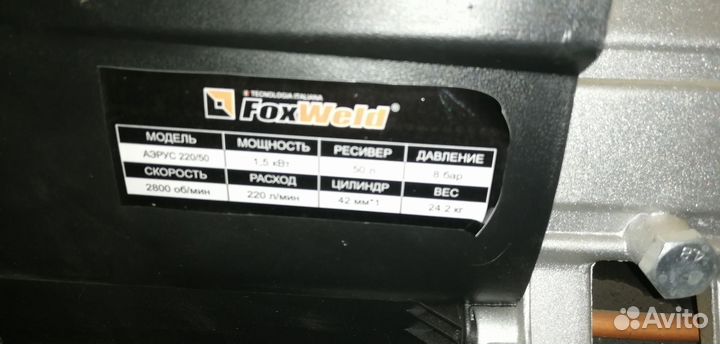 TECNOLOGIA ITALIANA
FoxWeld®
МОДЕЛЬ МОЩНОСТЬ РЕСИВЕР ДАВЛЕНИЕ
АЭРУС 220/50 1,5 кВт 50 л 8 бар
СКОРОСТЬ РАСХОД ЦИЛИНДР ВЕС
2800 об/мин 220 л/мин 42 мм*1 24.2 кг
Avito